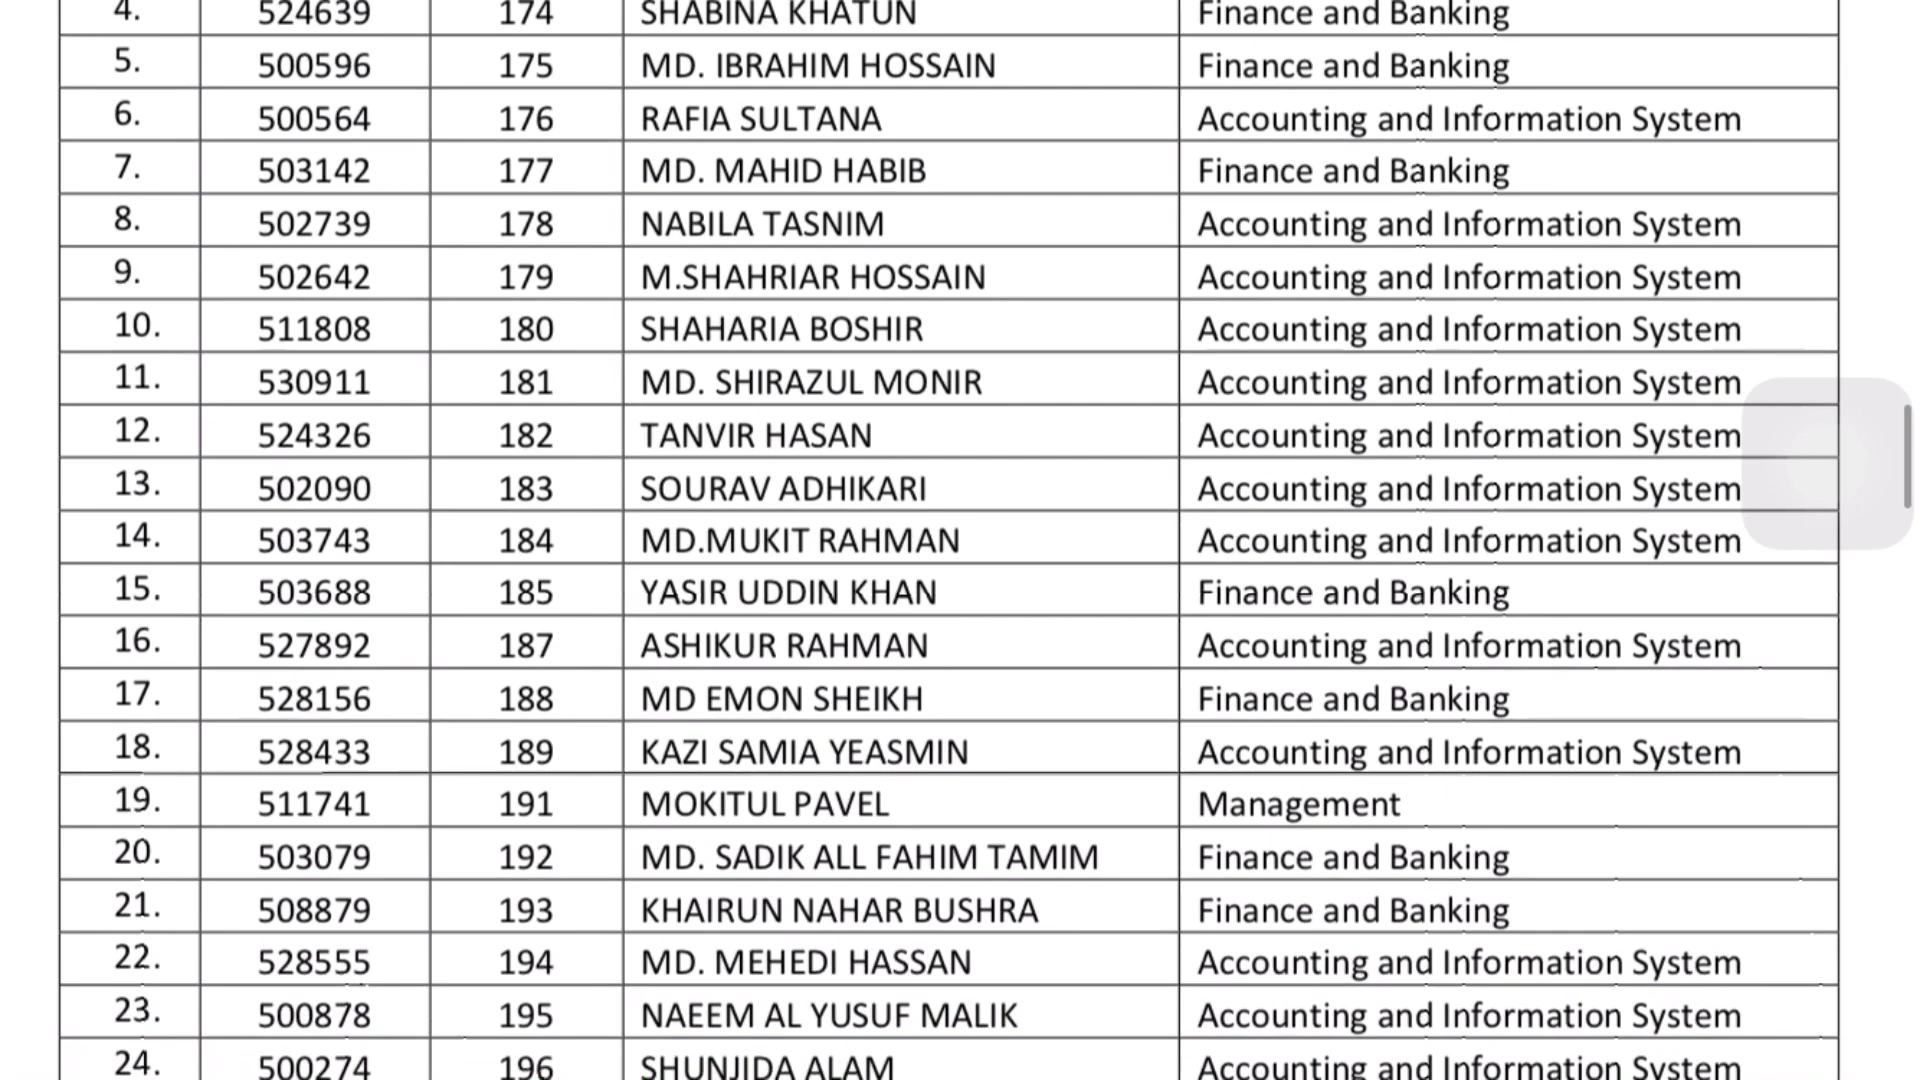 4. 524639 174 SHABINA KHATUN Finance and Banking
5. 500596 175 MD. IBRAHIM HOSSAIN Finance and Banking
6. 500564 176 RAFIA SULTANA Accounting and Information System
7. 503142 177 MD. MAHID HABIB Finance and Banking
8. 502739 178 NABILA TASNIM Accounting and Information System
9. 502642 179 M.SHAHRIAR HOSSAIN Accounting and Information System
10. 511808 180 SHAHARIA BOSHIR Accounting and Information System
11. 530911 181 MD. SHIRAZUL MONIR Accounting and Information System
12. 524326 182 TANVIR HASAN Accounting and Information System
13. 502090 183 SOURAV ADHIKARI Accounting and Information System
14. 503743 184 MD.MUKIT RAHMAN Accounting and Information System
15. 503688 185 YASIR UDDIN KHAN Finance and Banking
16. 527892 187 ASHIKUR RAHMAN Accounting and Information System
17. 528156 188 MD EMON SHEIKH Finance and Banking
18. 528433 189 KAZI SAMIA YEASMIN Accounting and Information System
19. 511741 191 MOKITUL PAVEL Management
20. 503079 192 MD. SADIK ALL FAHIM TAMIM Finance and Banking
21. 508879 193 KHAIRUN NAHAR BUSHRA Finance and Banking
22. 528555 194 MD. MEHEDI HASSAN Accounting and Information System
23. 500878 195 NAEEM AL YUSUF MALIK Accounting and Information System
24. 500274 196 SHUNJIDA ALAM Accounting and Information System